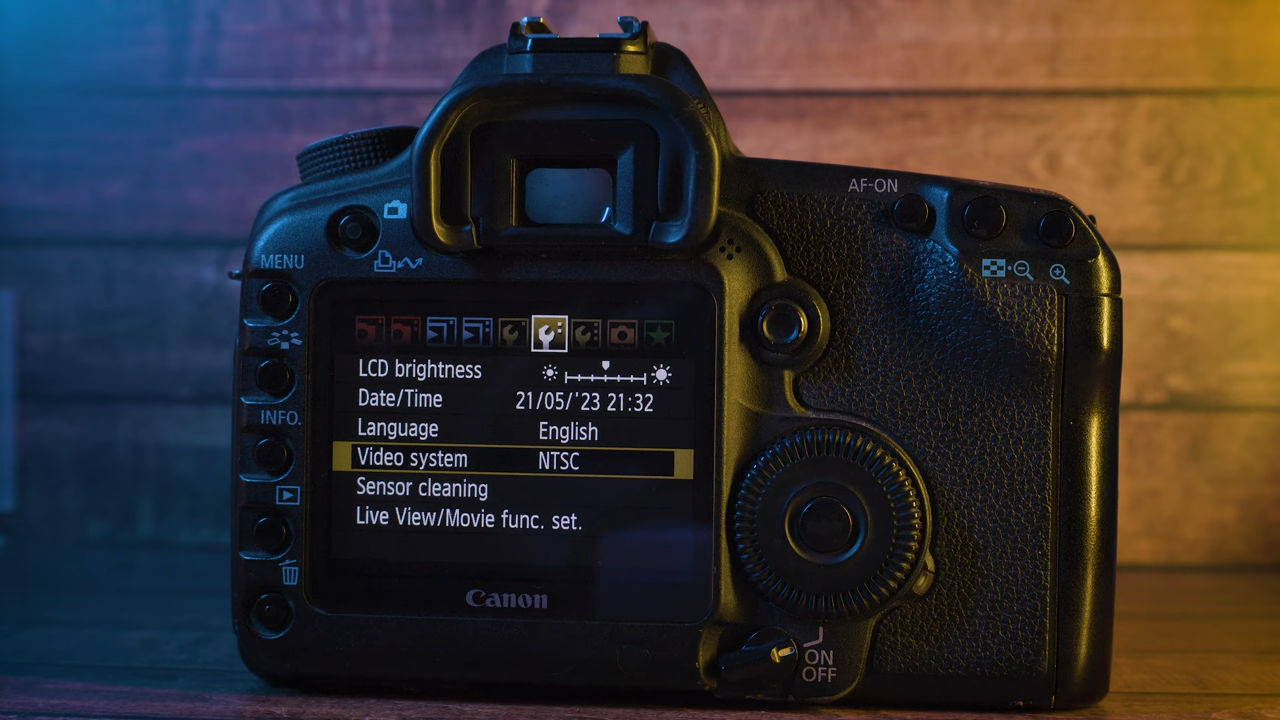 AF-ON
MENU
LCD brightness
Date/Time 21/05/'23 21:32
INFO.
Language English
Video system NTSC
Sensor cleaning
Live View/Movie func. set.
Canon
ON
OFF